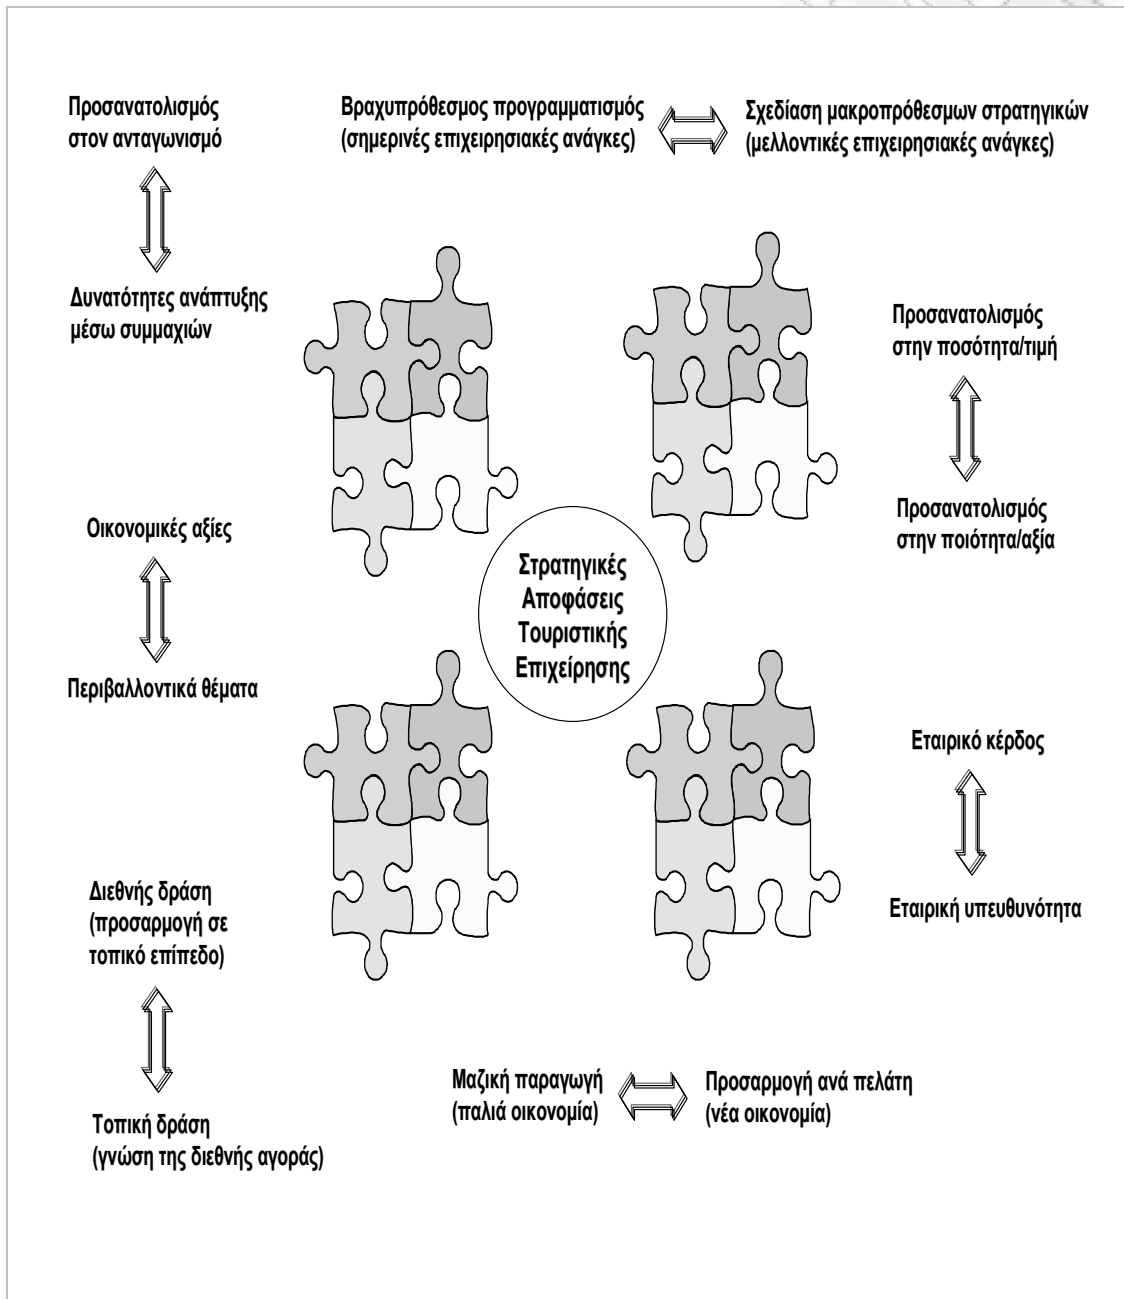 Προσανατολισμός
στον ανταγωνισμό
Βραχυπρόθεσμος προγραμματισμός
(σημερινές επιχειρησιακές ανάγκες)
Σχεδίαση μακροπρόθεσμων στρατηγικών
(μελλοντικές επιχειρησιακές ανάγκες)
Δυνατότητες ανάπτυξης
μέσω συμμαχιών
Προσανατολισμός
στην ποσότητα/τιμή
Προσανατολισμός
στην ποιότητα/αξία
Οικονομικές αξίες
Περιβαλλοντικά θέματα
Στρατηγικές
Αποφάσεις
Τουριστικής
Επιχείρησης
Εταιρικό κέρδος
Εταιρική υπευθυνότητα
Διεθνής δράση
(προσαρμογή σε
τοπικό επίπεδο)
Τοπική δράση
(γνώση της διεθνής αγοράς)
Μαζική παραγωγή
(παλιά οικονομία)
Προσαρμογή ανά πελάτη
(νέα οικονομία)